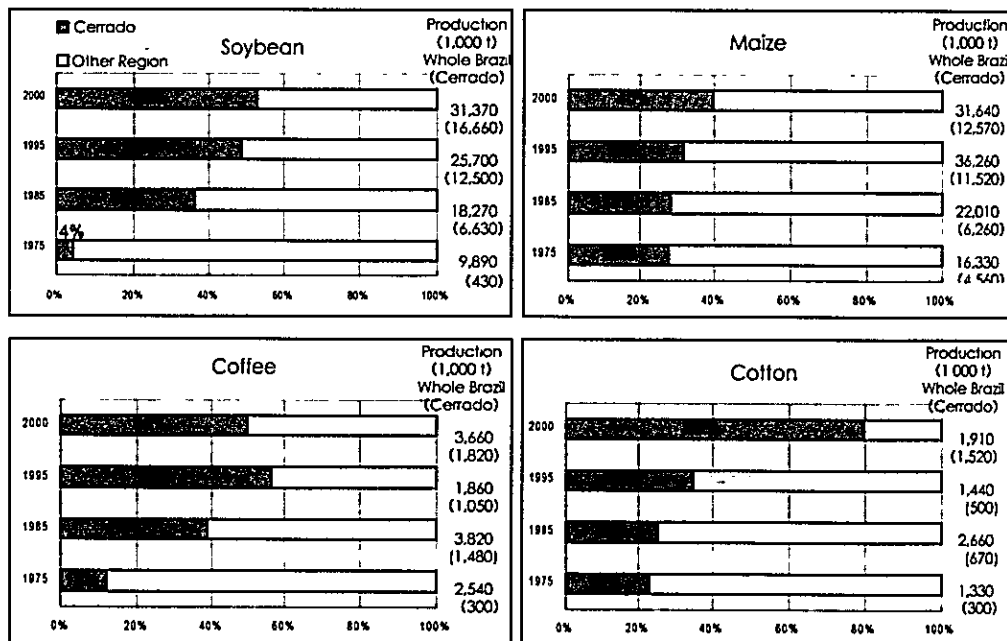 Cerrado
Other Region
Soybean
Production
(1,000 t)
Whole Brazil
(Cerrado)
2000
31,370
(16,660)
1995
25,700
(12,500)
1985
18,270
(6,630)
4%
1975
9,890
(430)
0% 20% 40% 60% 80% 100%
Maize
Production
(1,000 t)
Whole Brazil
(Cerrado)
2000
31,640
(12,570)
1995
36,260
(11,520)
1985
22,010
(6,260)
1975
16,330
(4,560)
0% 20% 40% 60% 80% 100%
Coffee
Production
(1,000 t)
Whole Brazil
(Cerrado)
2000
3,660
(1,820)
1995
1,860
(1,050)
1985
3,820
(1,480)
1975
2,540
(300)
0% 20% 40% 60% 80% 100%
Cotton
Production
(1 000 t)
Whole Brazil
(Cerrado)
2000
1,910
(1,520)
1995
1,440
(500)
1985
2,660
(670)
1975
1,330
(300)
0% 20% 40% 60% 80% 100%